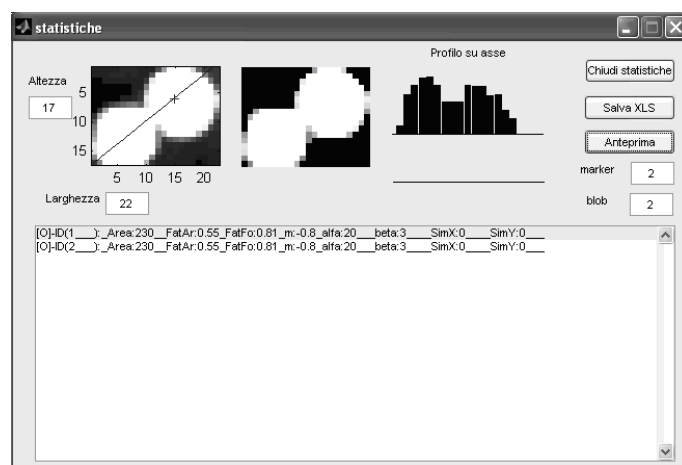 statistiche
Profilo su asse
Altezza
17
5
10
15
5 10 15 20
Larghezza
22
Chiudi statistiche
Salva XLS
Anteprima
marker
2
blob
2
[O]-ID(1___):_Area:230__FatAr:0.55_FatFo:0.81_m:-0.8_alfa:20___beta:3____SimX:0____SimY:0___
[O]-ID(2___):_Area:230__FatAr:0.55_FatFo:0.81_m:-0.8_alfa:20___beta:3____SimX:0____SimY:0___